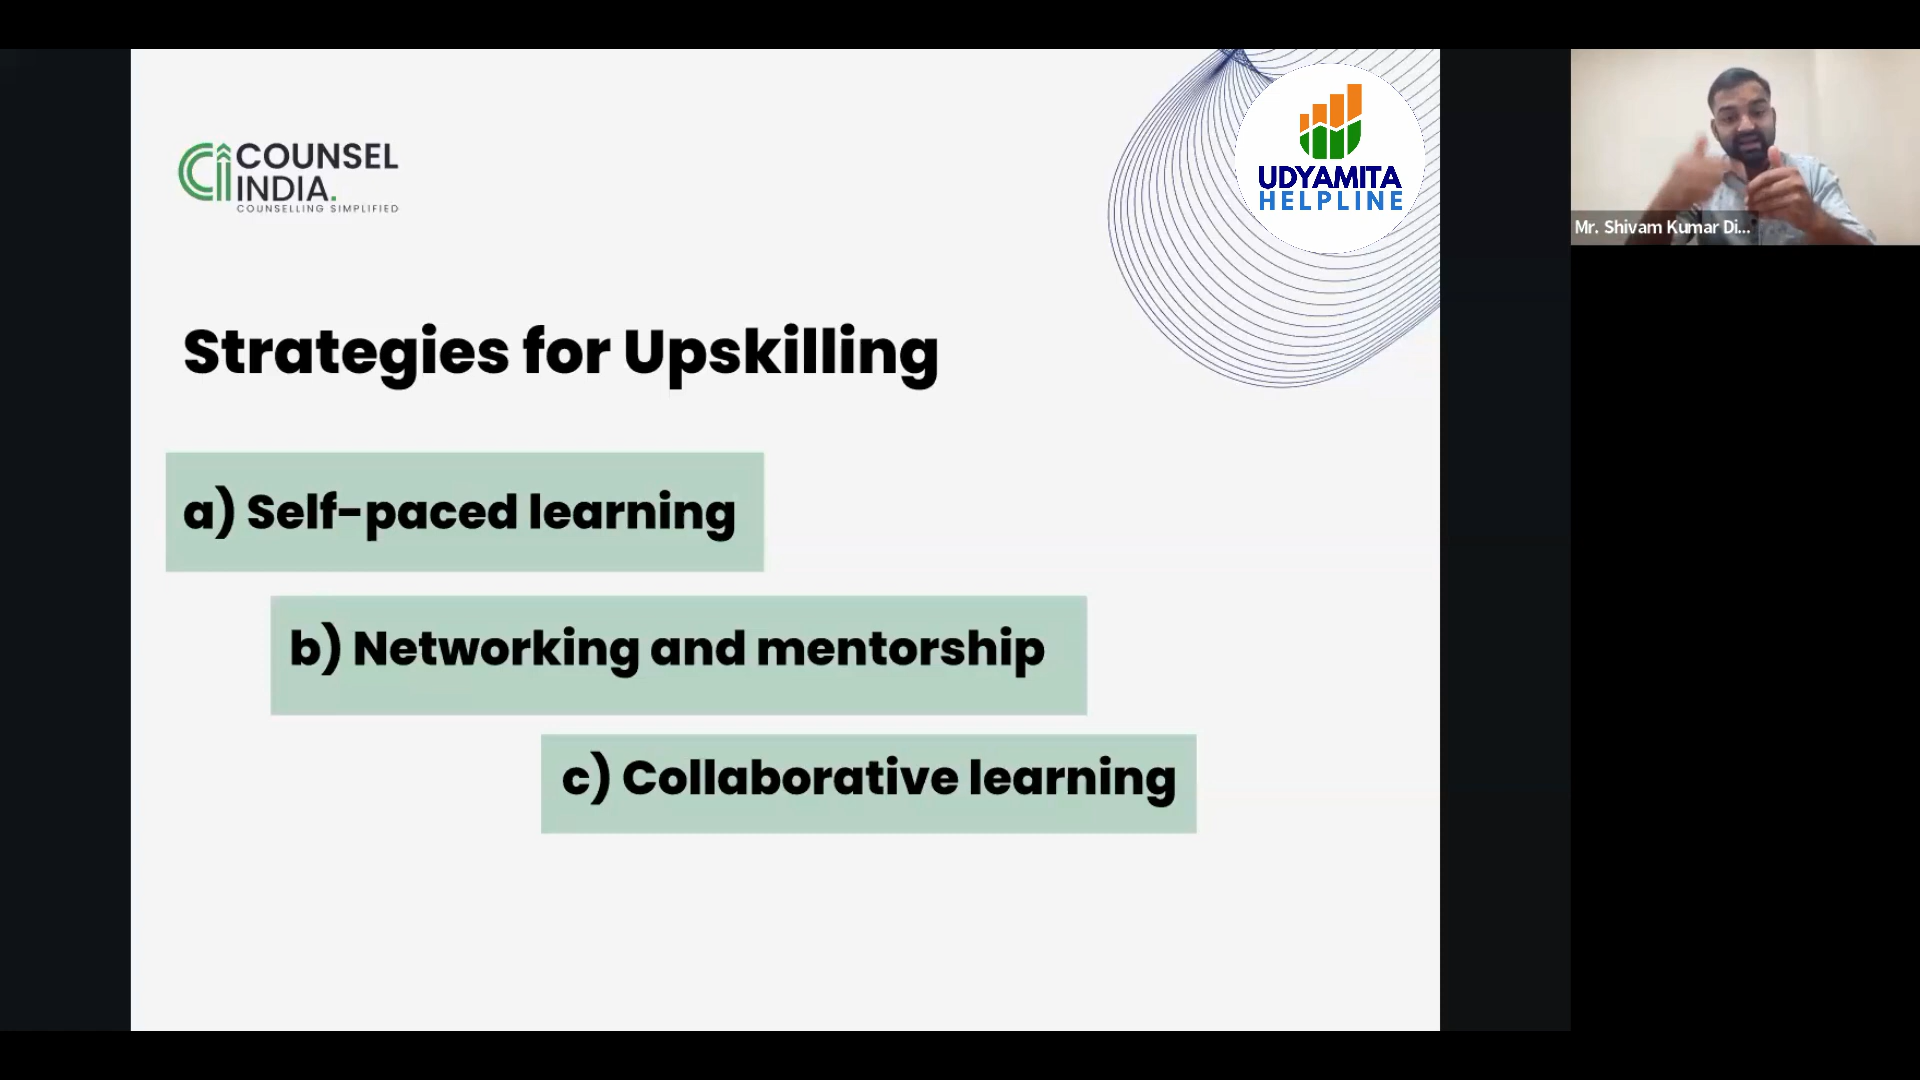 COUNSEL
INDIA.
COUNSELLING SIMPLIFIED
UDYAMITA
HELPLINE
Mr. Shivam Kumar Di...
Strategies for Upskilling
a) Self-paced learning
b) Networking and mentorship
c) Collaborative learning